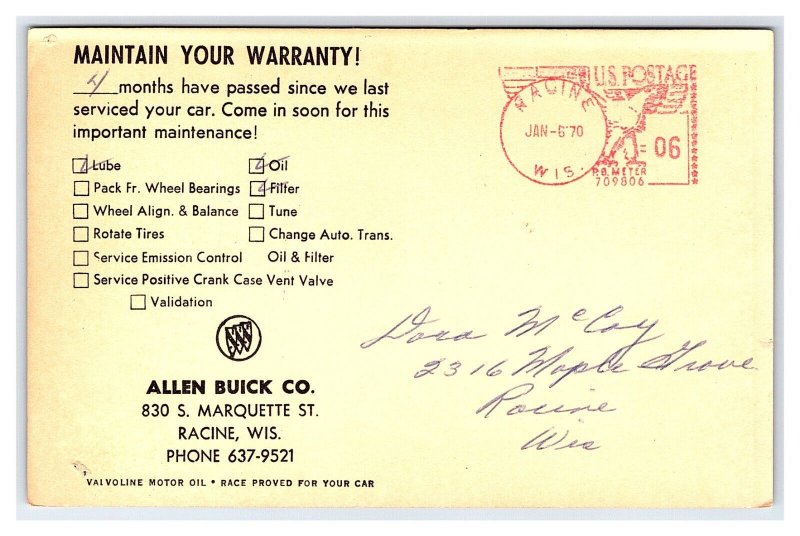 MAINTAIN YOUR WARRANTY!
4 months have passed since we last
serviced your car. Come in soon for this
important maintenance!
Lube
Oil
Pack Fr. Wheel Bearings
Filter
Wheel Align. & Balance
Tune
Rotate Tires
Change Auto. Trans.
Service Emission Control
Oil & Filter
Service Positive Crank Case Vent Valve
Validation
ALLEN BUICK CO.
830 S. MARQUETTE ST.
RACINE, WIS.
PHONE 637-9521
VALVOLINE MOTOR OIL • RACE PROVED FOR YOUR CAR
RACINE
JAN-6'70
WIS.
U.S. POSTAGE
= 06
P.B. METER
709806
Dora McCoy
2316 Maple Grove
Racine
Wis